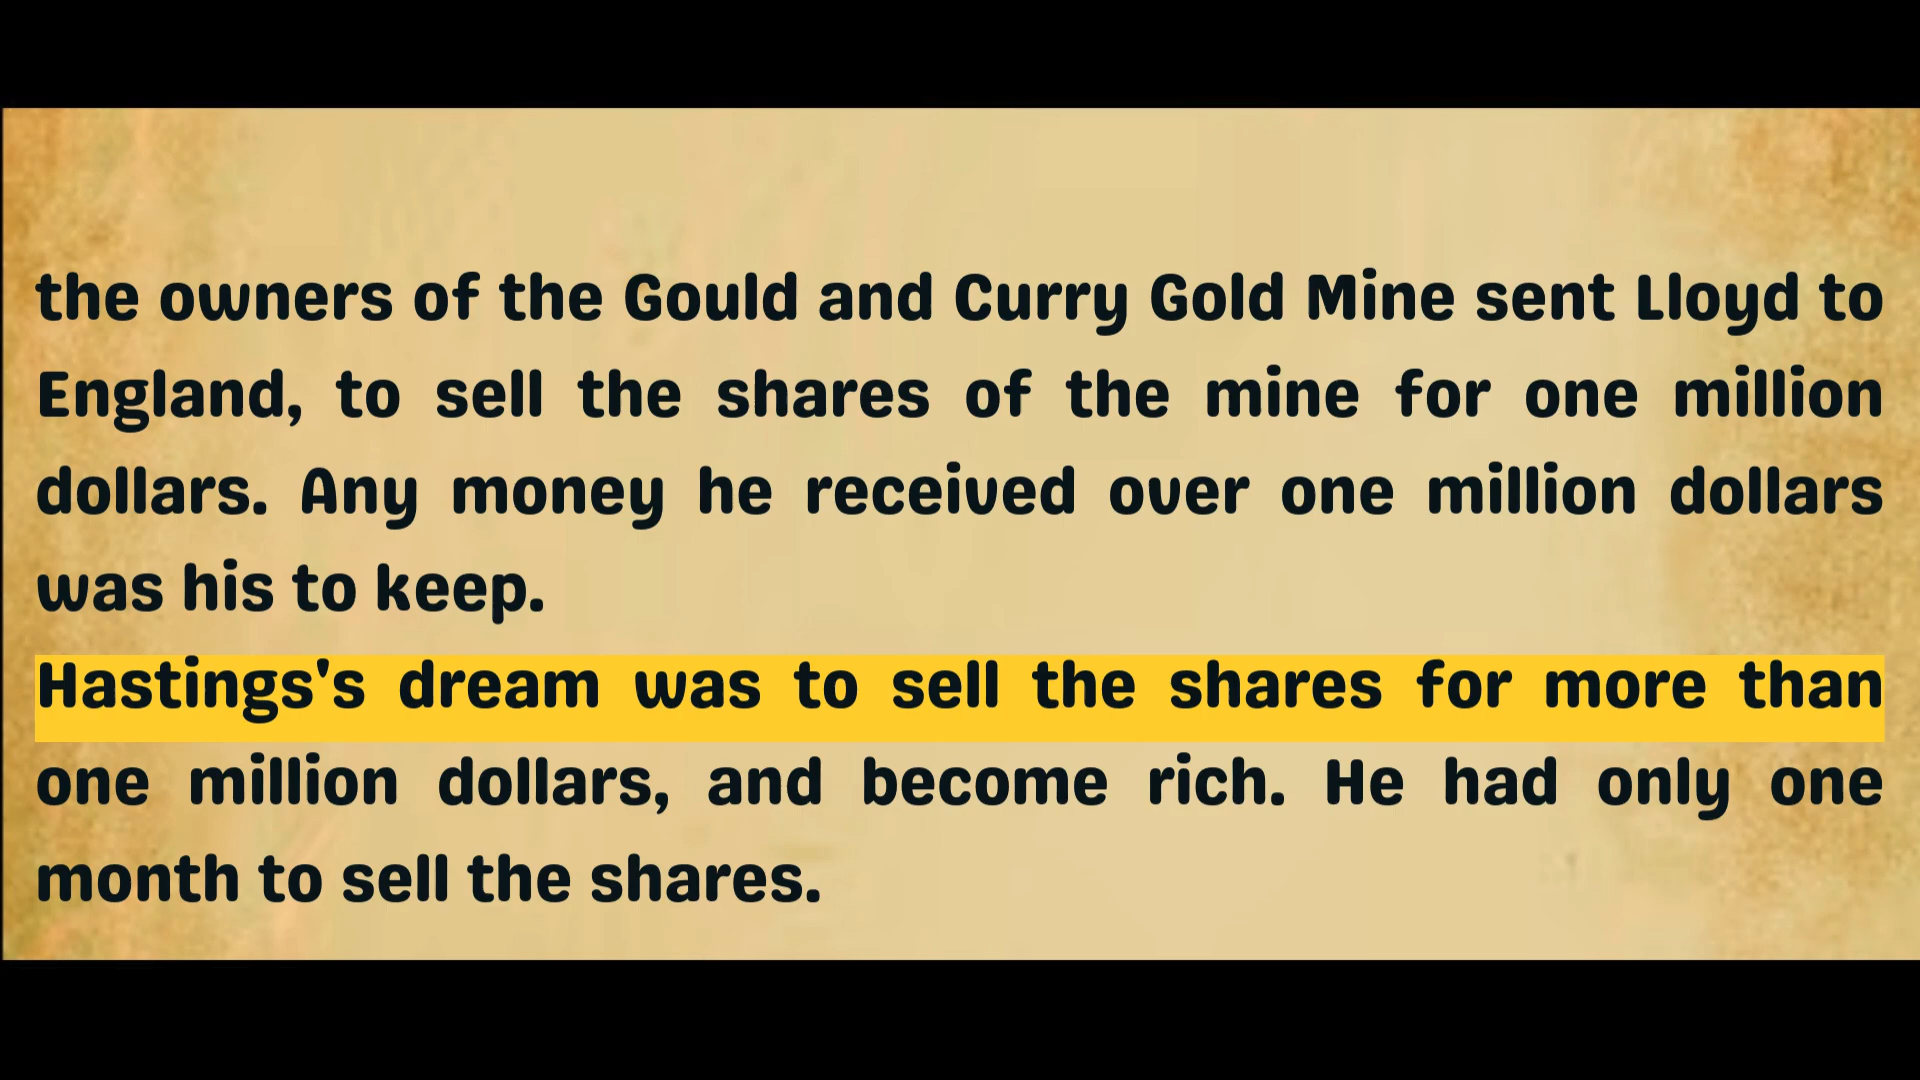 the owners of the Gould and Curry Gold Mine sent Lloyd to
England, to sell the shares of the mine for one million
dollars. Any money he received over one million dollars
was his to keep.
Hastings's dream was to sell the shares for more than
one million dollars, and become rich. He had only one
month to sell the shares.